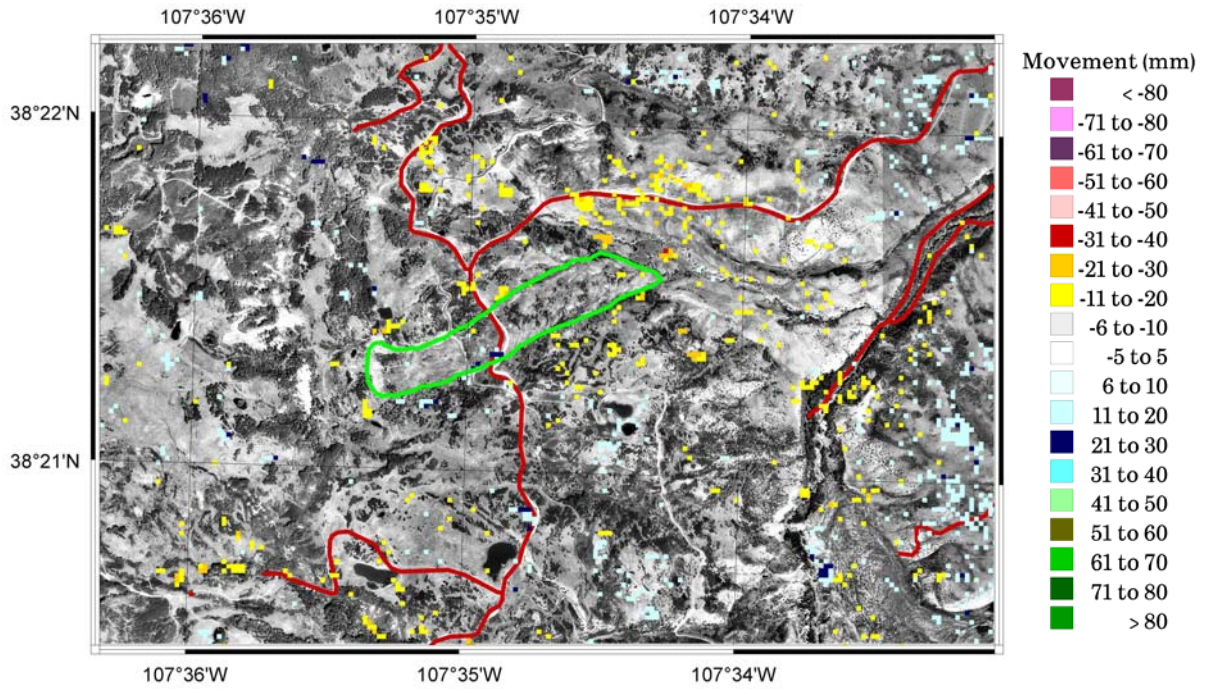 107°36'W 107°35'W 107°34'W
38°22'N
38°21'N
107°36'W 107°35'W 107°34'W
Movement (mm)
< -80
-71 to -80
-61 to -70
-51 to -60
-41 to -50
-31 to -40
-21 to -30
-11 to -20
-6 to -10
-5 to 5
6 to 10
11 to 20
21 to 30
31 to 40
41 to 50
51 to 60
61 to 70
71 to 80
> 80